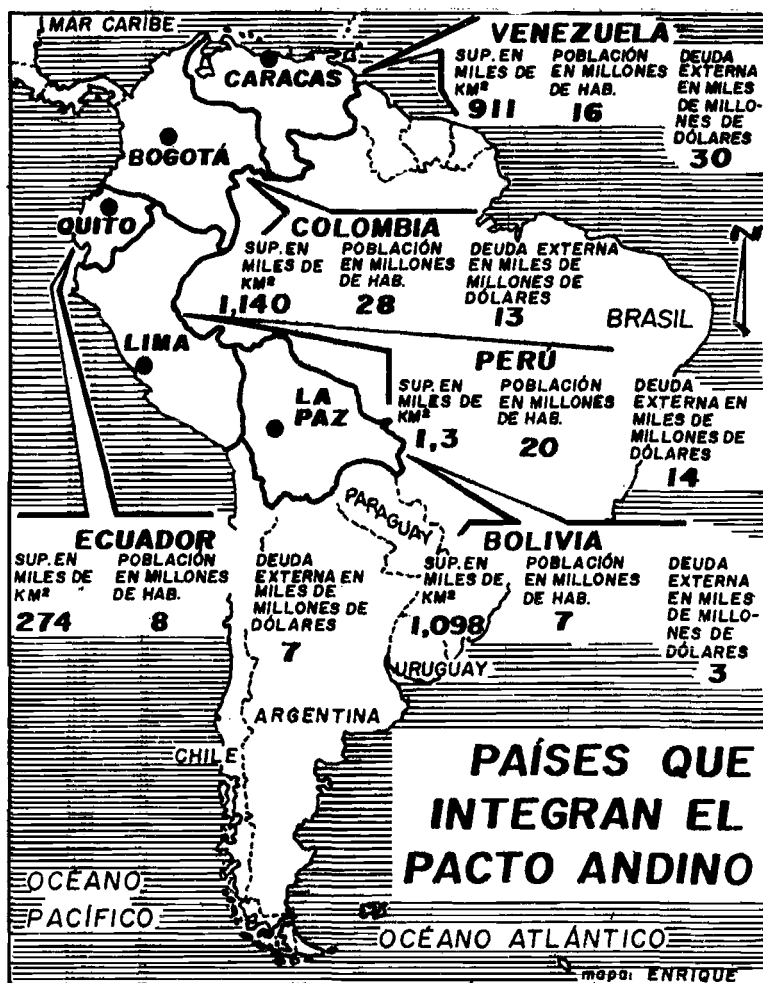 MAR CARIBE
VENEZUELA
SUP. EN
MILES DE
KM²
911
POBLACIÓN
EN MILLONES
DE HAB.
16
DEUDA
EXTERNA
EN MILES
DE MILLO-
NES DE
DÓLARES
30
CARACAS
BOGOTÁ
QUITO
COLOMBIA
SUP. EN
MILES DE
KM²
1,140
POBLACIÓN
EN MILLONES
DE HAB.
28
DEUDA EXTERNA
EN MILES DE
MILLONES DE
DÓLARES
13
N
BRASIL
LIMA
PERÚ
SUP. EN
MILES DE
KM²
1,3
POBLACIÓN
EN MILLONES
DE HAB.
20
DEUDA
EXTERNA EN
MILES DE
MILLONES DE
DÓLARES
14
LA
PAZ
PARAGUAY
ECUADOR
SUP. EN
MILES DE
KM²
274
POBLACIÓN
EN MILLONES
DE HAB.
8
DEUDA
EXTERNA EN
MILES DE
MILLONES DE
DÓLARES
7
BOLIVIA
SUP. EN
MILES DE
KM²
1,098
POBLACIÓN
EN MILLONES
DE HAB.
7
DEUDA
EXTERNA
EN MILES
DE MILLO-
NES DE
DÓLARES
3
URUGUAY
ARGENTINA
CHILE
PAÍSES QUE
INTEGRAN EL
PACTO ANDINO
OCÉANO
PACÍFICO
OCÉANO ATLÁNTICO
mapa: ENRIQUE